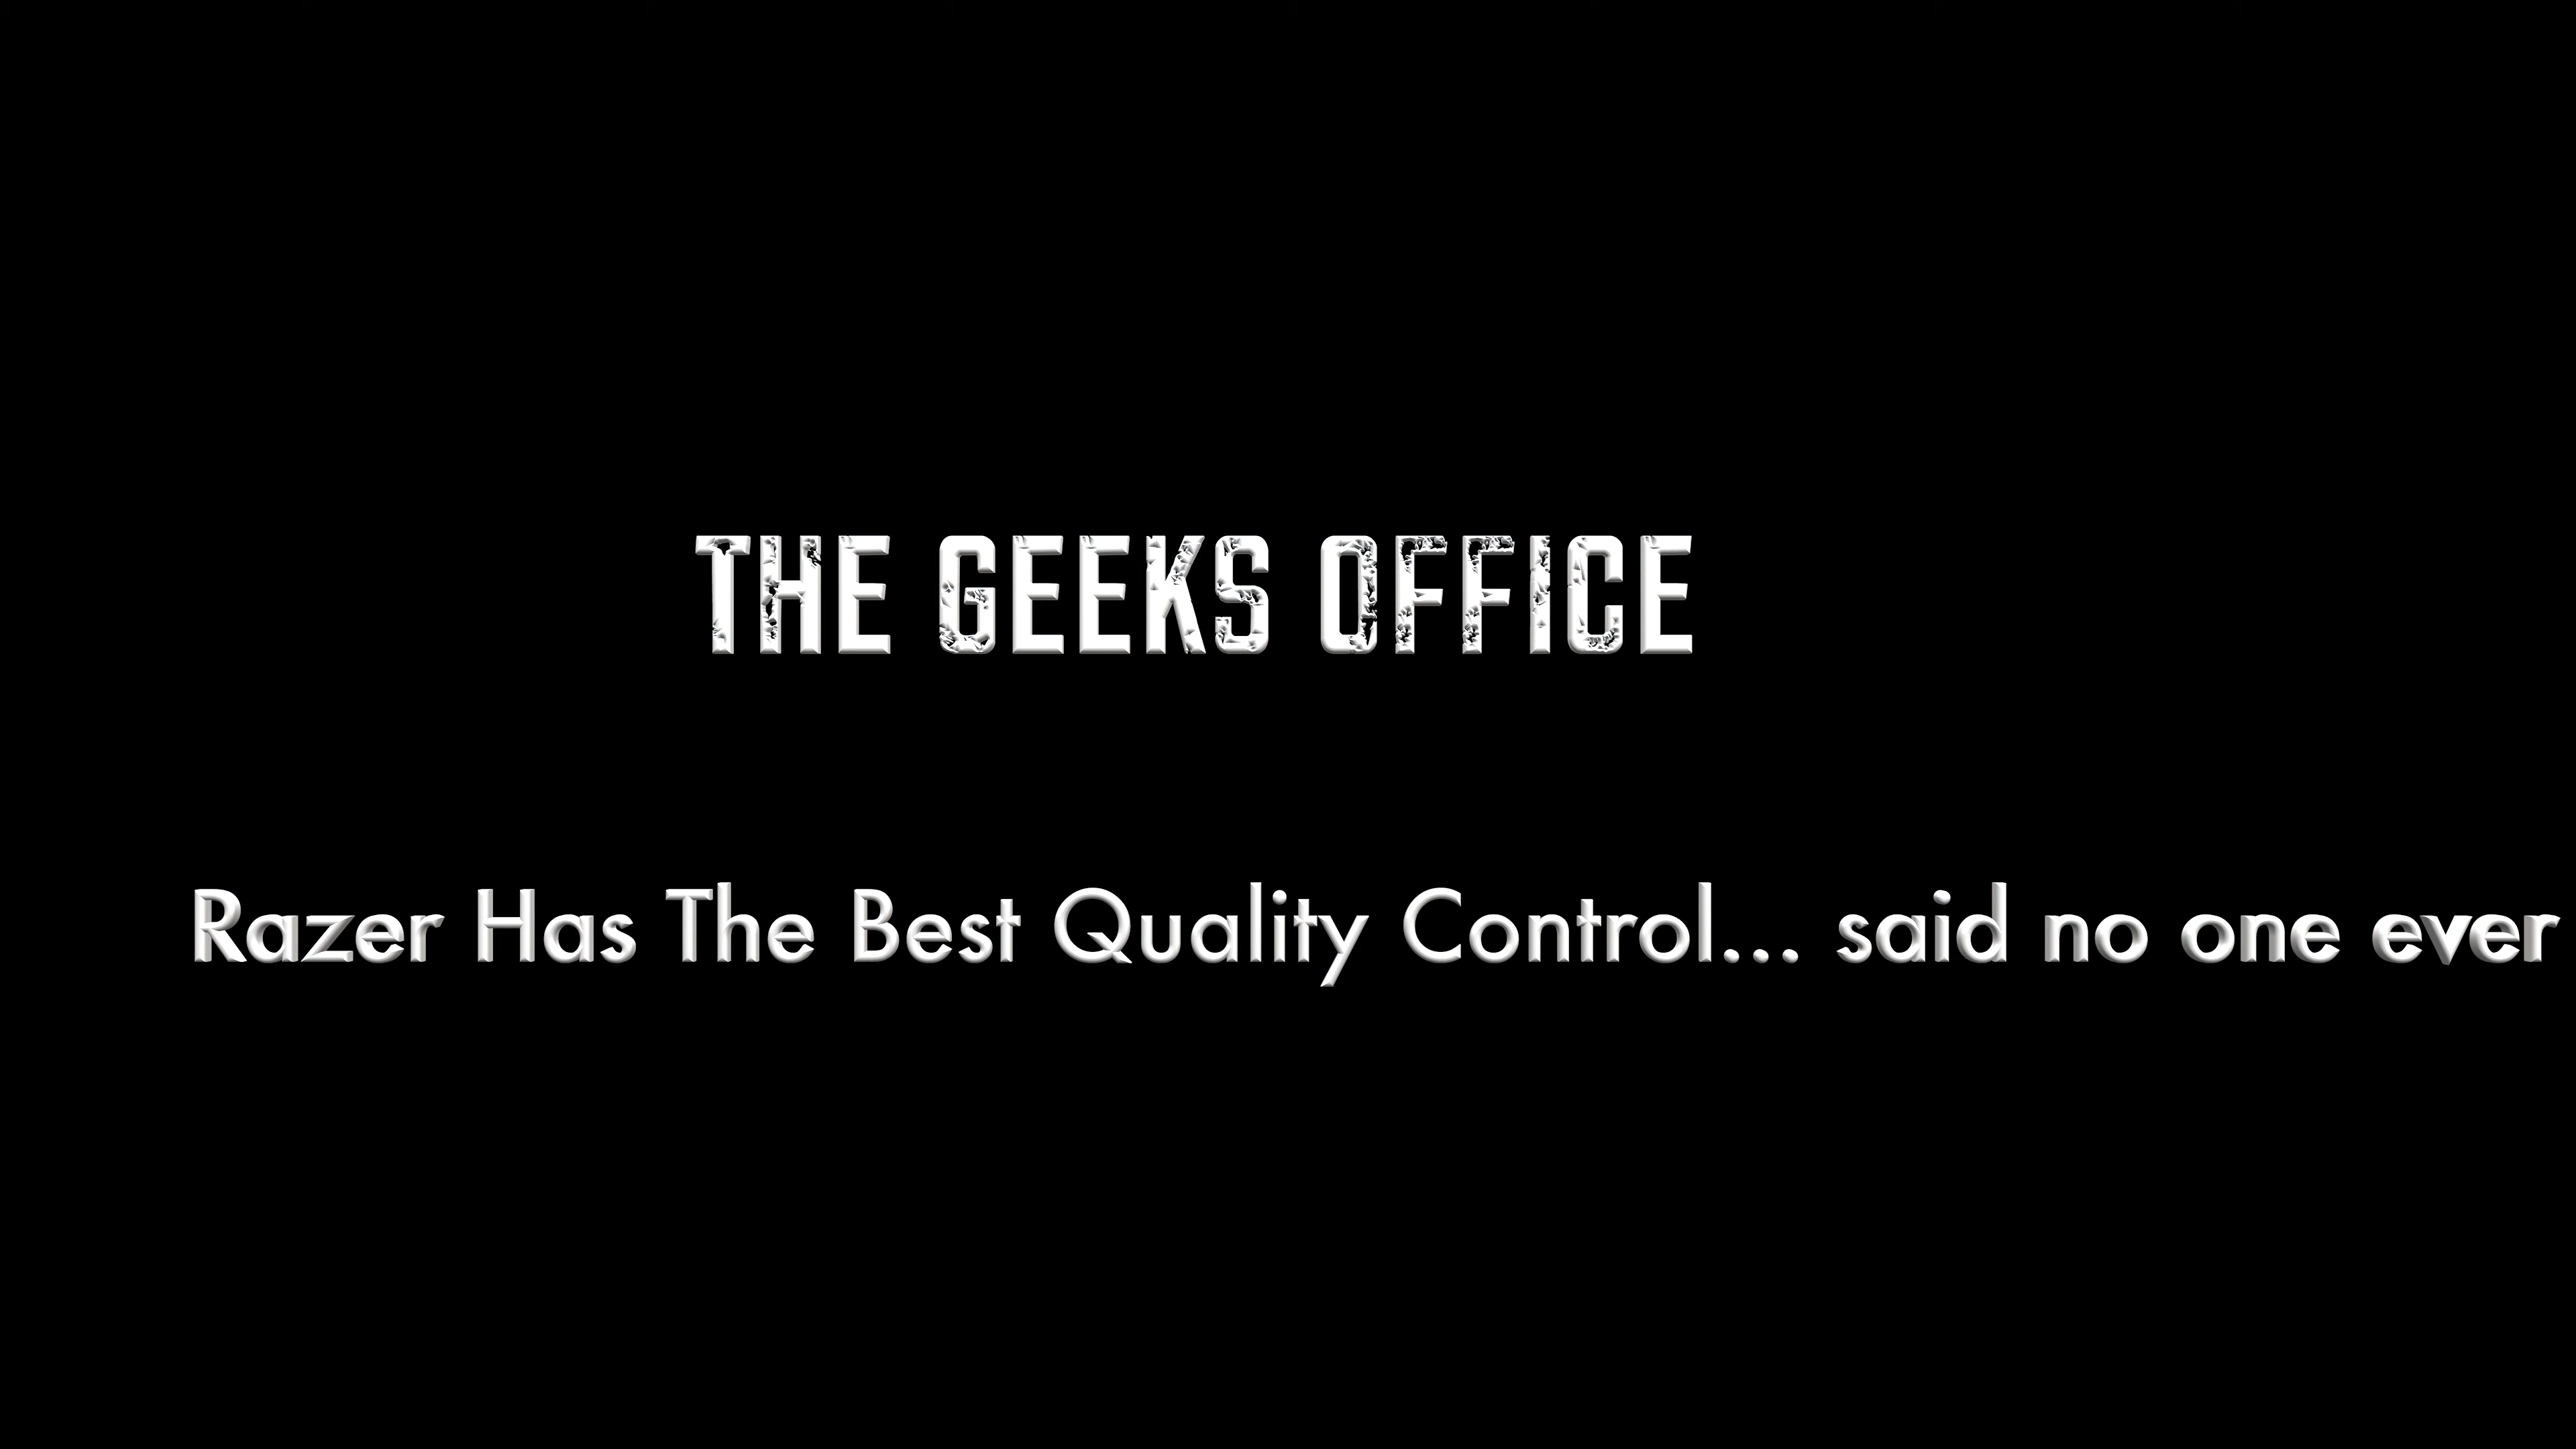 THE GEEKS OFFICE
Razer Has The Best Quality Control... said no one ever